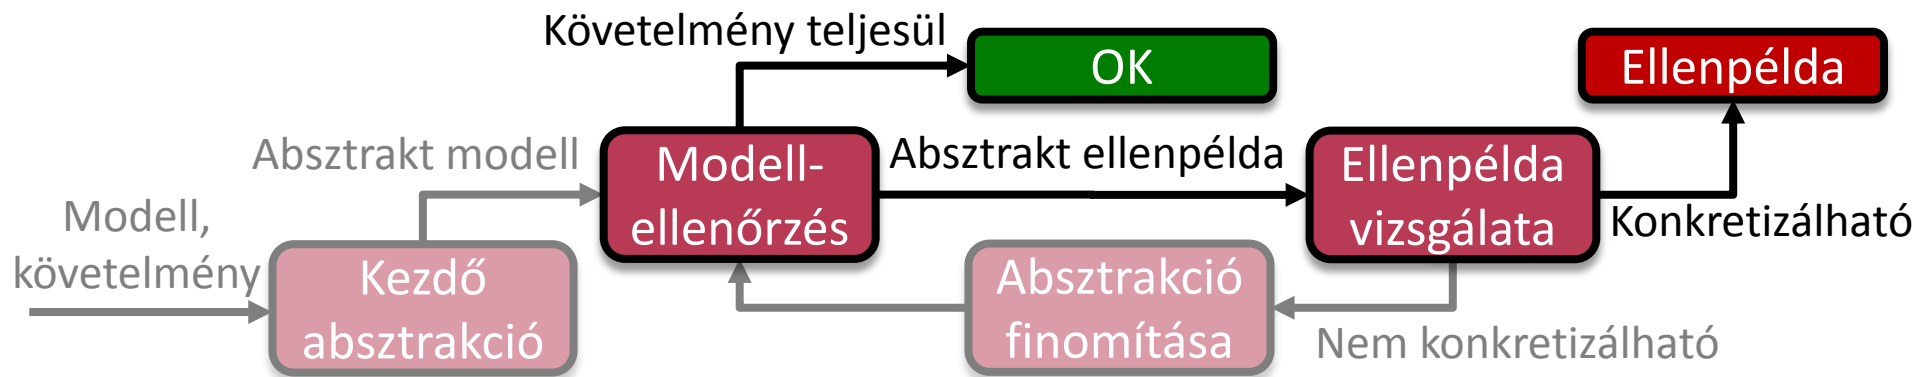 Modell,
követelmény
Kezdő
absztrakció
Absztrakt modell
Modell-
ellenőrzés
Követelmény teljesül
OK
Absztrakt ellenpélda
Ellenpélda
vizsgálata
Konkretizálható
Ellenpélda
Nem konkretizálható
Absztrakció
finomítása